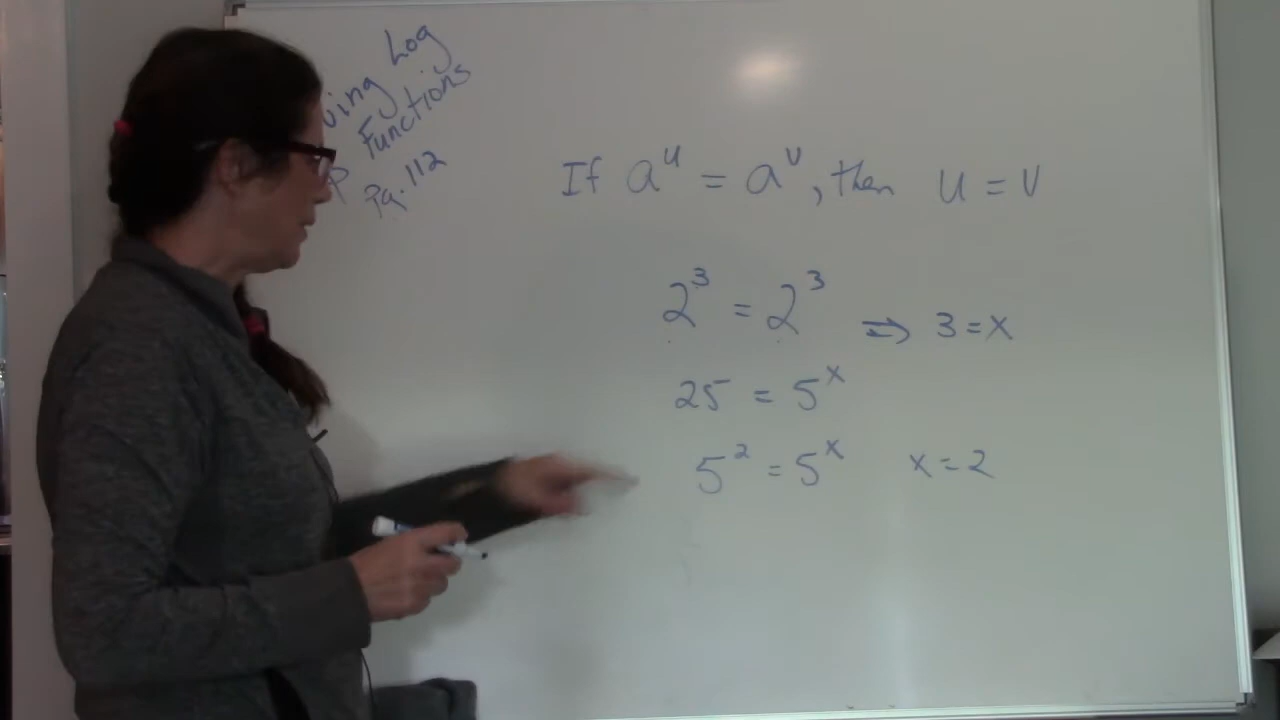 Log
Functions
Pg. 112
If a^u = a^v, then u = v
2^3 = 2^3 ⇒ 3 = x
25 = 5^x
5^2 = 5^x x = 2